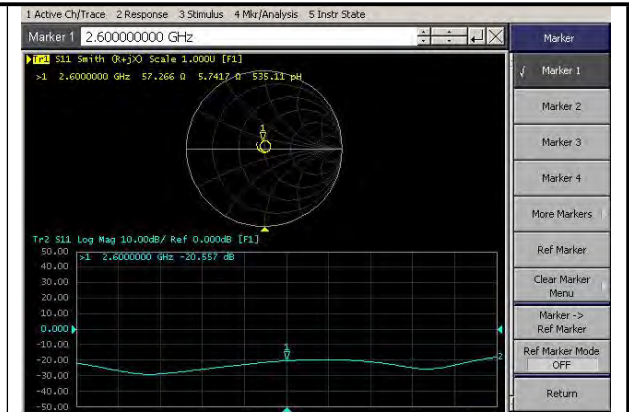 1 Active Ch/Trace 2 Response 3 Stimulus 4 Mkr/Analysis 5 Instr State
Marker 1 2.600000000 GHz
Marker
Tr1 S11 Smith (R+jX) Scale 1.000U [F1]
>1 2.6000000 GHz 57.266 Ω 5.7417 Ω 535.11 pH
1
Marker 1
Marker 2
Marker 3
Marker 4
More Markers
Ref Marker
Clear Marker
Menu
Marker ->
Ref Marker
Ref Marker Mode
OFF
Return
Tr2 S11 Log Mag 10.00dB/ Ref 0.000dB [F1]
50.00
>1 2.6000000 GHz -20.557 dB
40.00
30.00
20.00
10.00
0.000
-10.00
1
-20.00
2
-30.00
-40.00
-50.00